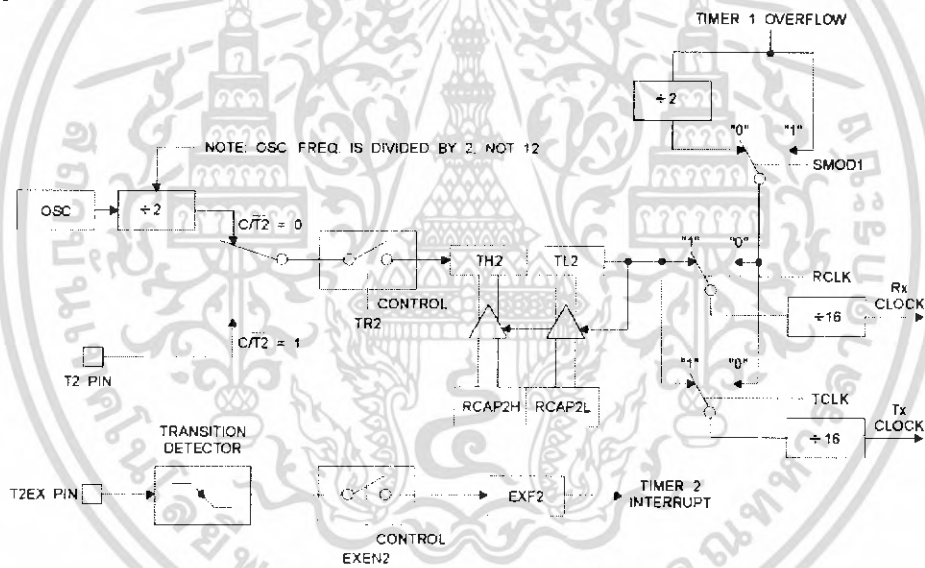 TIMER 1 OVERFLOW
÷2
"0" "1"
NOTE: OSC FREQ. IS DIVIDED BY 2, NOT 12
SMOD1
OSC
÷2
C/T̅2̅ = 0
"1" "0"
TH2
TL2
RCLK
CONTROL
TR2
Rx
CLOCK
÷16
C/T̅2̅ = 1
"1" "0"
T2 PIN
RCAP2H
RCAP2L
TCLK
Tx
CLOCK
÷16
TRANSITION
DETECTOR
T2EX PIN
EXF2
TIMER 2
INTERRUPT
CONTROL
EXEN2